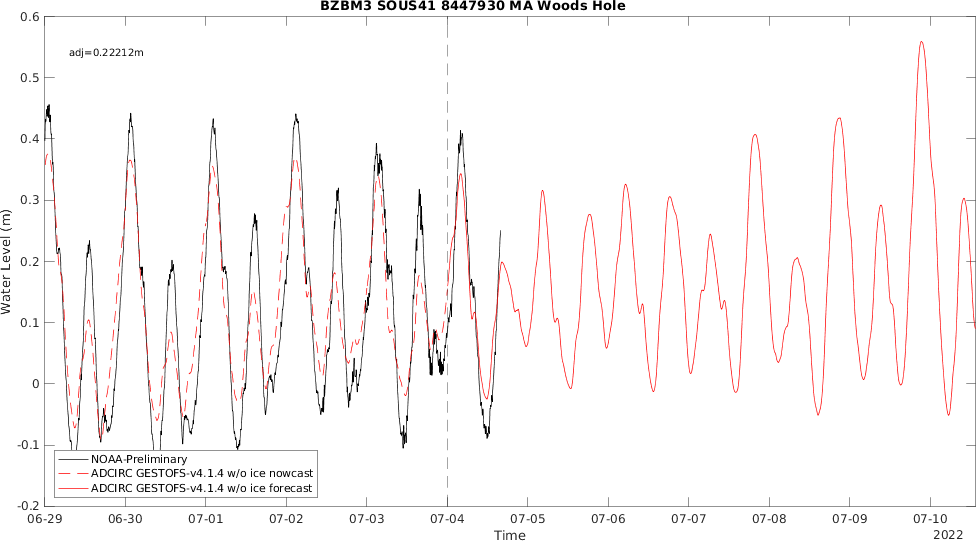 BZBM3 SOUS41 8447930 MA Woods Hole
adj=0.22212m
Water Level (m)
0.6
0.5
0.4
0.3
0.2
0.1
0
-0.1
-0.2
NOAA-Preliminary
ADCIRC GESTOFS-v4.1.4 w/o ice nowcast
ADCIRC GESTOFS-v4.1.4 w/o ice forecast
06-29 06-30 07-01 07-02 07-03 07-04 07-05 07-06 07-07 07-08 07-09 07-10
Time
2022